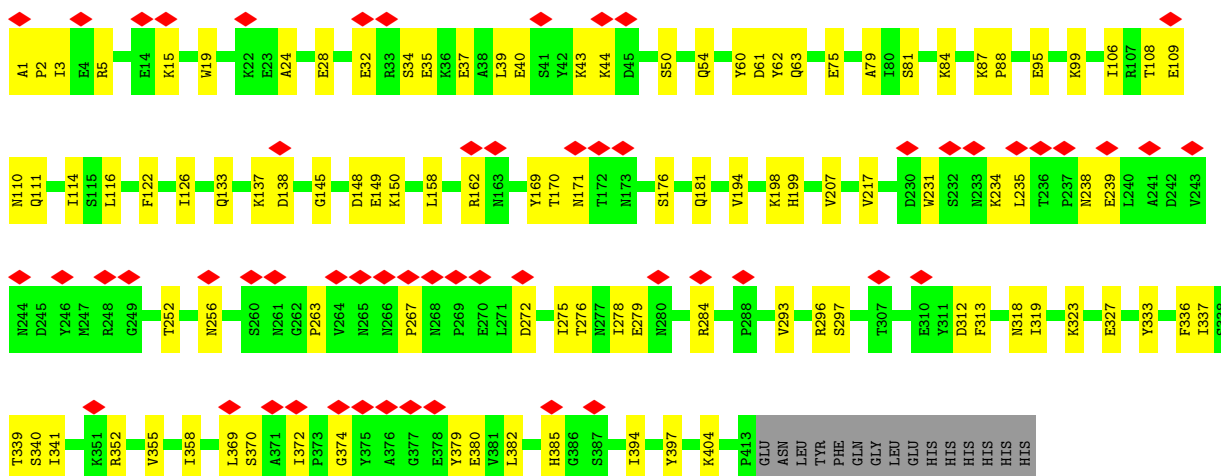 A1 P2 I3 E4 R5 E14 K15 W19 K22 E23 A24 E28 E32 R33 S34 E35 K36 E37 A38 L39 E40 S41 Y42 K43 K44 D45 S50 Q54 Y60 D61 Y62 Q63 E75 A79 I80 S81 K84 K87 P88 E95 K99 I106 R107 T108 E109
N110 Q111 I114 S115 L116 F122 I126 Q133 K137 D138 G145 D148 E149 K150 L158 R162 N163 Y169 T170 N171 T172 N173 S176 Q181 V194 K198 H199 V207 V217 D230 W231 S232 N233 K234 L235 T236 P237 N238 E239 L240 A241 D242 V243
N244 D245 Y246 M247 R248 G249 T252 N256 S260 N261 G262 P263 V264 N265 N266 P267 N268 P269 E270 L271 D272 I275 T276 N277 I278 E279 N280 R284 P288 V293 R296 S297 T307 E310 Y311 D312 F313 N318 I319 K323 E327 Y333 F336 I337
T339 S340 I341 K351 R352 V355 I358 L369 S370 A371 I372 P373 G374 Y375 A376 G377 E378 Y379 E380 V381 L382 H385 G386 S387 I394 Y397 K404 P413 GLU ASN LEU TYR PHE GLN GLY LEU GLU HIS HIS HIS HIS HIS HIS